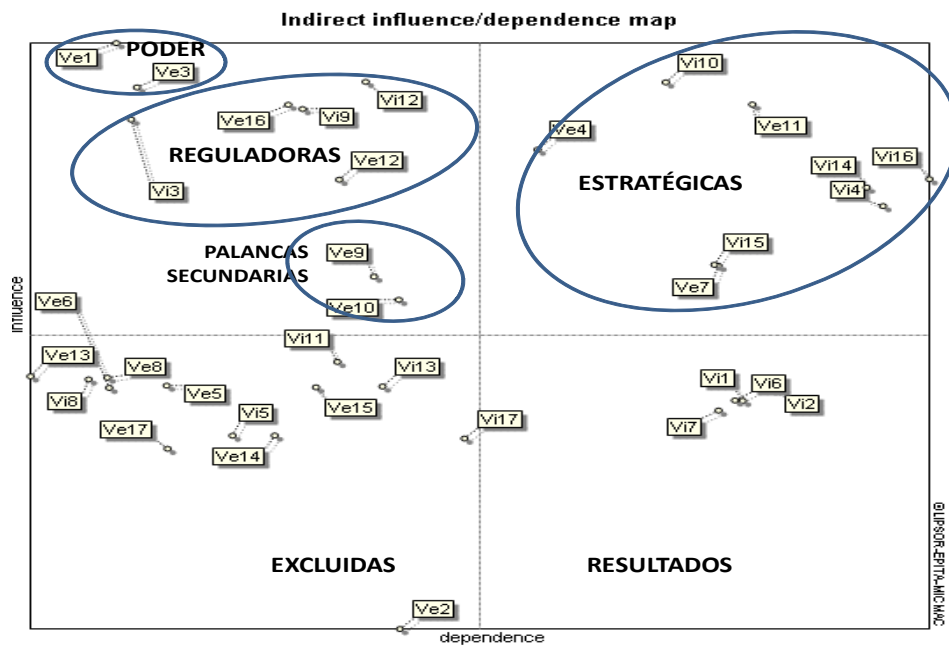 Indirect influence/dependence map
PODER
Ve1
Ve3
Vi10
Vi12
Ve16
Vi9
Ve11
Ve4
REGULADORAS
Ve12
Vi14
Vi16
ESTRATÉGICAS
Vi3
Vi4
PALANCAS
SECUNDARIAS
Ve9
Vi15
Ve7
Ve10
influence
Ve6
Vi11
Ve13
Ve8
Vi13
Vi8
Ve5
Ve15
Vi1
Vi6
Vi2
Vi5
Vi17
Vi7
Ve17
Ve14
EXCLUIDAS
RESULTADOS
Ve2
dependence
©LIPSOR-EPITA-MICMAC